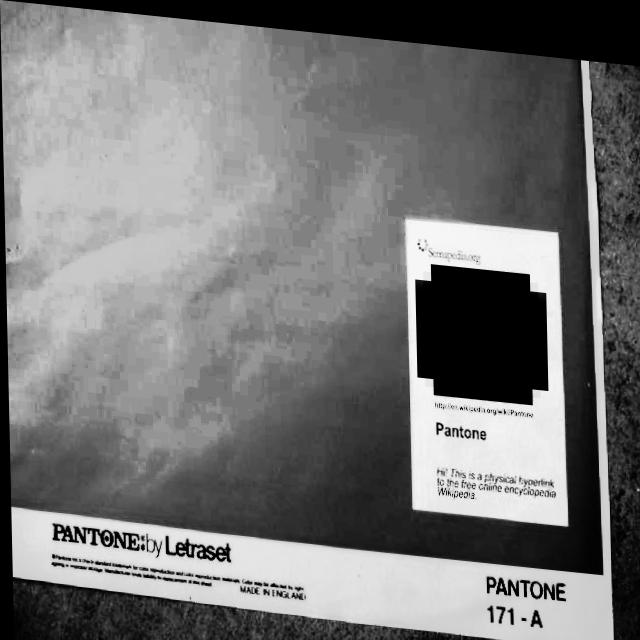 Semapedia.org
http://en.wikipedia.org/wiki/Pantone
Pantone
Hi! This is a physical hyperlink
to the free online encyclopedia
Wikipedia.
PANTONE® by Letraset
MADE IN ENGLAND
PANTONE
171 - A